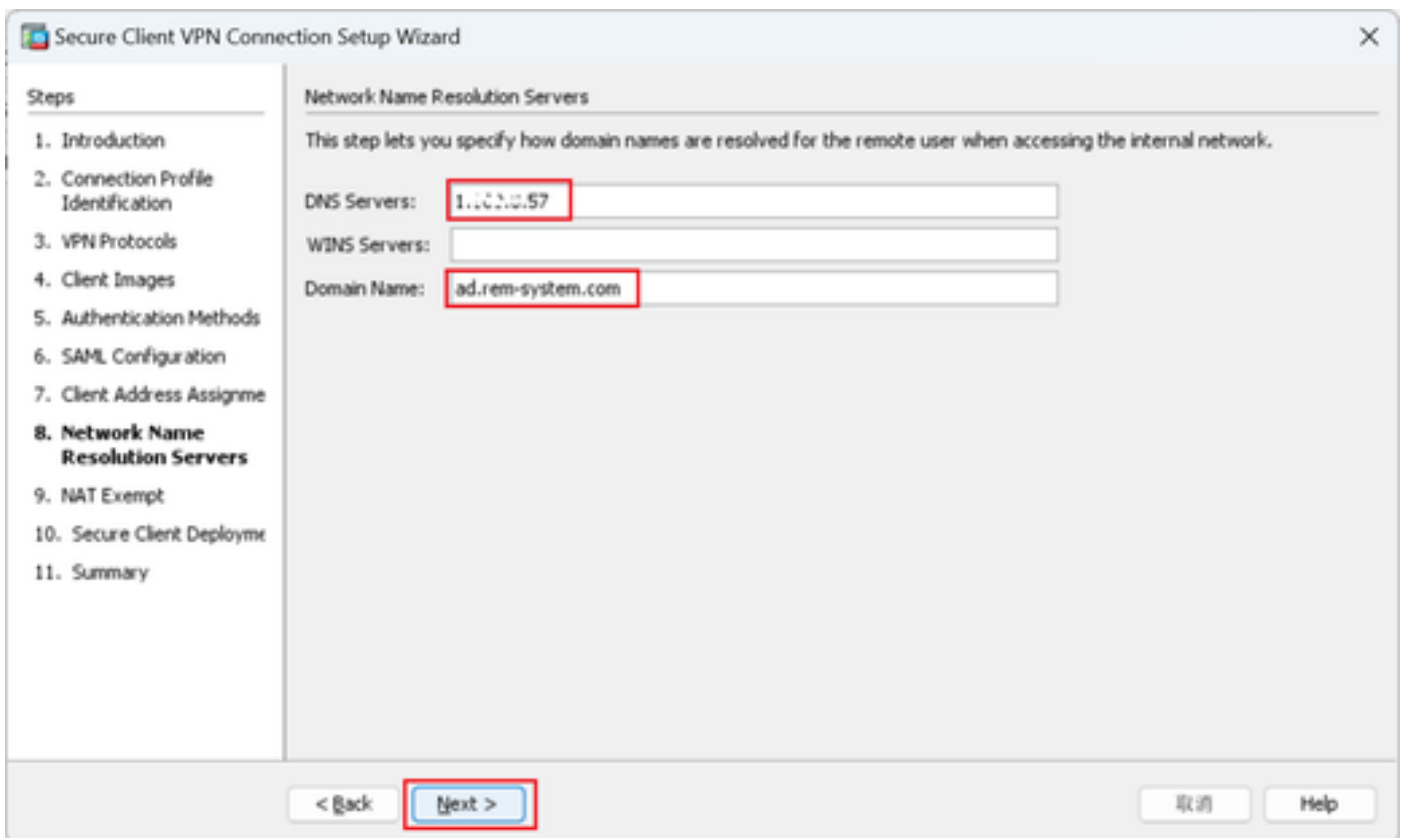 Secure Client VPN Connection Setup Wizard
Steps
1. Introduction
2. Connection Profile
Identification
3. VPN Protocols
4. Client Images
5. Authentication Methods
6. SAML Configuration
7. Client Address Assignme
8. Network Name
Resolution Servers
9. NAT Exempt
10. Secure Client Deployme
11. Summary
Network Name Resolution Servers
This step lets you specify how domain names are resolved for the remote user when accessing the internal network.
DNS Servers:
WINS Servers:
Domain Name: ad.rem-system.com
< Back
Next >
取消
Help